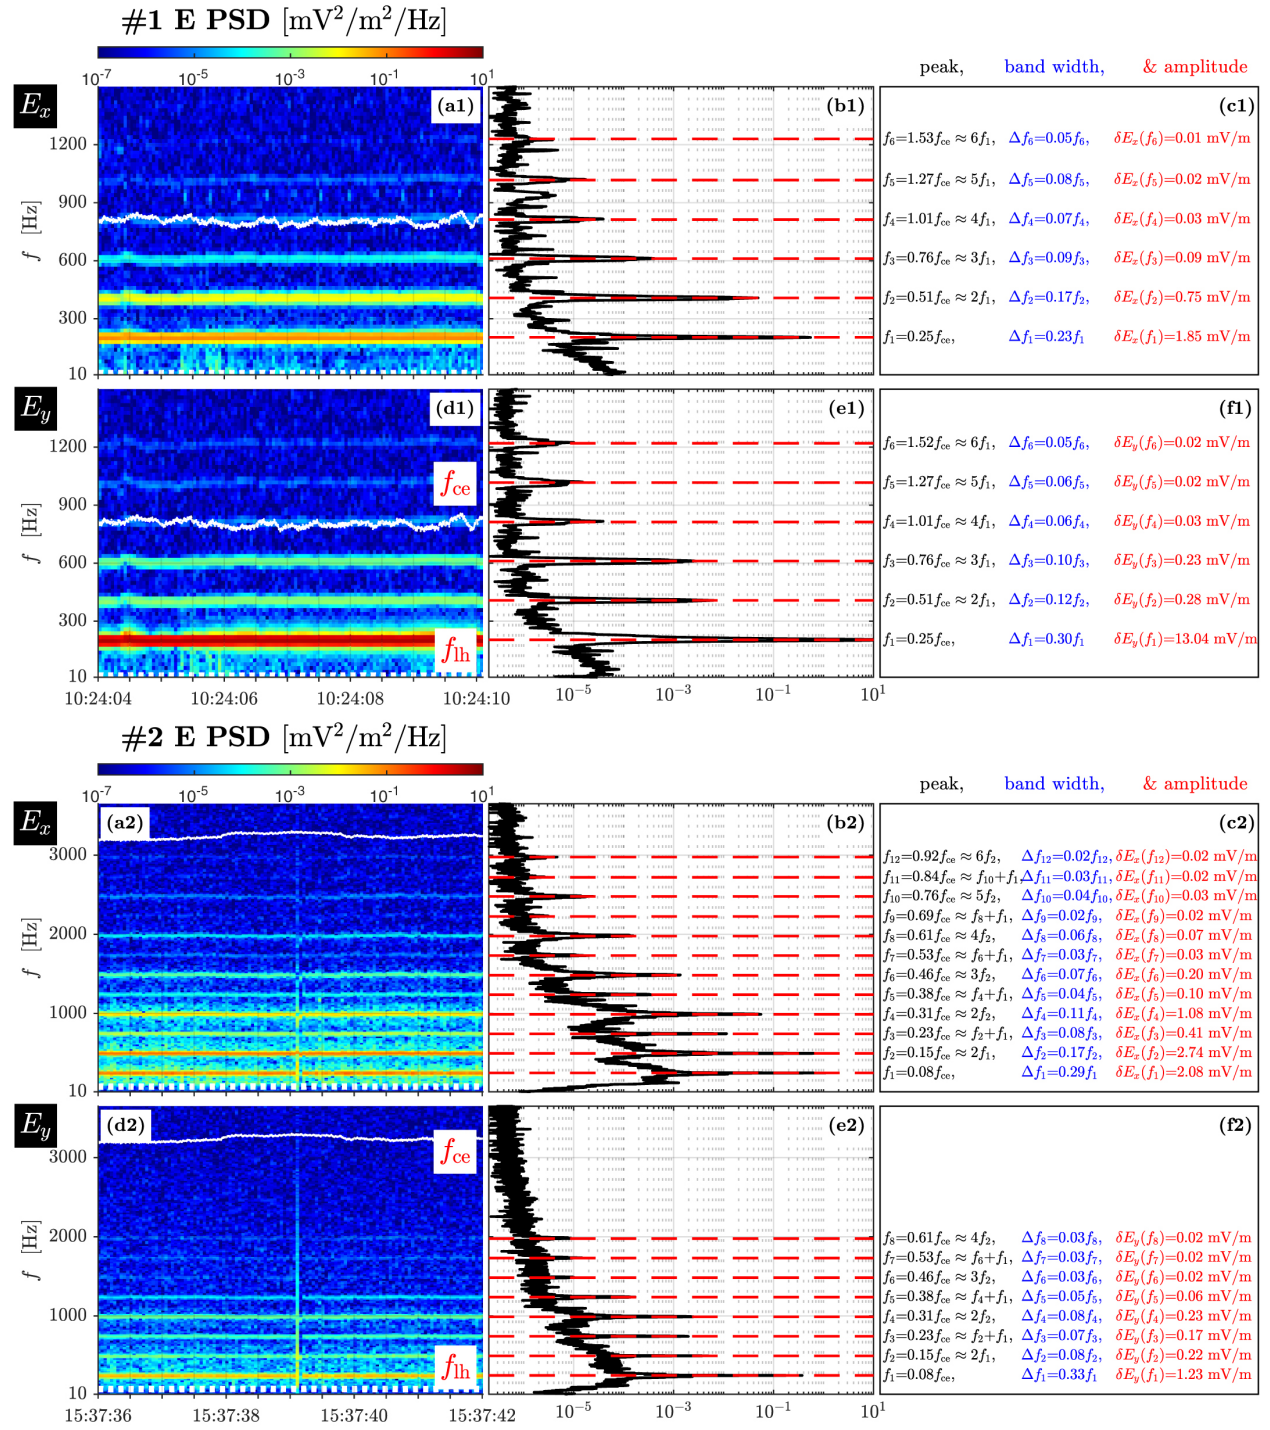 #1 E PSD [mV²/m²/Hz]
10⁻⁷ 10⁻⁵ 10⁻³ 10⁻¹ 10¹
peak, band width, & amplitude
Eₓ
(a1)
(b1)
(c1)
1200
900
600
300
10
f [Hz]
f₆=1.53f_ce ≈ 6f₁, Δf₆=0.05f₆, δEₓ(f₆)=0.01 mV/m
f₅=1.27f_ce ≈ 5f₁, Δf₅=0.08f₅, δEₓ(f₅)=0.02 mV/m
f₄=1.01f_ce ≈ 4f₁, Δf₄=0.07f₄, δEₓ(f₄)=0.03 mV/m
f₃=0.76f_ce ≈ 3f₁, Δf₃=0.09f₃, δEₓ(f₃)=0.09 mV/m
f₂=0.51f_ce ≈ 2f₁, Δf₂=0.17f₂, δEₓ(f₂)=0.75 mV/m
f₁=0.25f_ce, Δf₁=0.23f₁ δEₓ(f₁)=1.85 mV/m
E_y
(d1)
(e1)
(f1)
f_ce
f_lh
1200
900
600
300
10
f [Hz]
f₆=1.52f_ce ≈ 6f₁, Δf₆=0.05f₆, δE_y(f₆)=0.02 mV/m
f₅=1.27f_ce ≈ 5f₁, Δf₅=0.06f₅, δE_y(f₅)=0.02 mV/m
f₄=1.01f_ce ≈ 4f₁, Δf₄=0.06f₄, δE_y(f₄)=0.03 mV/m
f₃=0.76f_ce ≈ 3f₁, Δf₃=0.10f₃, δE_y(f₃)=0.23 mV/m
f₂=0.51f_ce ≈ 2f₁, Δf₂=0.12f₂, δE_y(f₂)=0.28 mV/m
f₁=0.25f_ce, Δf₁=0.30f₁ δE_y(f₁)=13.04 mV/m
10:24:04 10:24:06 10:24:08 10:24:10
10⁻⁵ 10⁻³ 10⁻¹ 10¹
#2 E PSD [mV²/m²/Hz]
10⁻⁷ 10⁻⁵ 10⁻³ 10⁻¹ 10¹
peak, band width, & amplitude
Eₓ
(a2)
(b2)
(c2)
3000
2000
1000
10
f [Hz]
f₁₂=0.92f_ce ≈ 6f₂, Δf₁₂=0.02f₁₂, δEₓ(f₁₂)=0.02 mV/m
f₁₁=0.84f_ce ≈ f₁₀+f₁, Δf₁₁=0.03f₁₁, δEₓ(f₁₁)=0.02 mV/m
f₁₀=0.76f_ce ≈ 5f₂, Δf₁₀=0.04f₁₀, δEₓ(f₁₀)=0.03 mV/m
f₉=0.69f_ce ≈ f₈+f₁, Δf₉=0.02f₉, δEₓ(f₉)=0.02 mV/m
f₈=0.61f_ce ≈ 4f₂, Δf₈=0.06f₈, δEₓ(f₈)=0.07 mV/m
f₇=0.53f_ce ≈ f₆+f₁, Δf₇=0.03f₇, δEₓ(f₇)=0.03 mV/m
f₆=0.46f_ce ≈ 3f₂, Δf₆=0.07f₆, δEₓ(f₆)=0.20 mV/m
f₅=0.38f_ce ≈ f₄+f₁, Δf₅=0.04f₅, δEₓ(f₅)=0.10 mV/m
f₄=0.31f_ce ≈ 2f₂, Δf₄=0.11f₄, δEₓ(f₄)=1.08 mV/m
f₃=0.23f_ce ≈ f₂+f₁, Δf₃=0.08f₃, δEₓ(f₃)=0.41 mV/m
f₂=0.15f_ce ≈ 2f₁, Δf₂=0.17f₂, δEₓ(f₂)=2.74 mV/m
f₁=0.08f_ce, Δf₁=0.29f₁ δEₓ(f₁)=2.08 mV/m
E_y
(d2)
(e2)
(f2)
f_ce
f_lh
3000
2000
1000
10
f [Hz]
f₈=0.61f_ce ≈ 4f₂, Δf₈=0.03f₈, δE_y(f₈)=0.02 mV/m
f₇=0.53f_ce ≈ f₆+f₁, Δf₇=0.03f₇, δE_y(f₇)=0.02 mV/m
f₆=0.46f_ce ≈ 3f₂, Δf₆=0.03f₆, δE_y(f₆)=0.02 mV/m
f₅=0.38f_ce ≈ f₄+f₁, Δf₅=0.05f₅, δE_y(f₅)=0.06 mV/m
f₄=0.31f_ce ≈ 2f₂, Δf₄=0.08f₄, δE_y(f₄)=0.23 mV/m
f₃=0.23f_ce ≈ f₂+f₁, Δf₃=0.07f₃, δE_y(f₃)=0.17 mV/m
f₂=0.15f_ce ≈ 2f₁, Δf₂=0.08f₂, δE_y(f₂)=0.22 mV/m
f₁=0.08f_ce, Δf₁=0.33f₁ δE_y(f₁)=1.23 mV/m
15:37:36 15:37:38 15:37:40 15:37:42
10⁻⁵ 10⁻³ 10⁻¹ 10¹